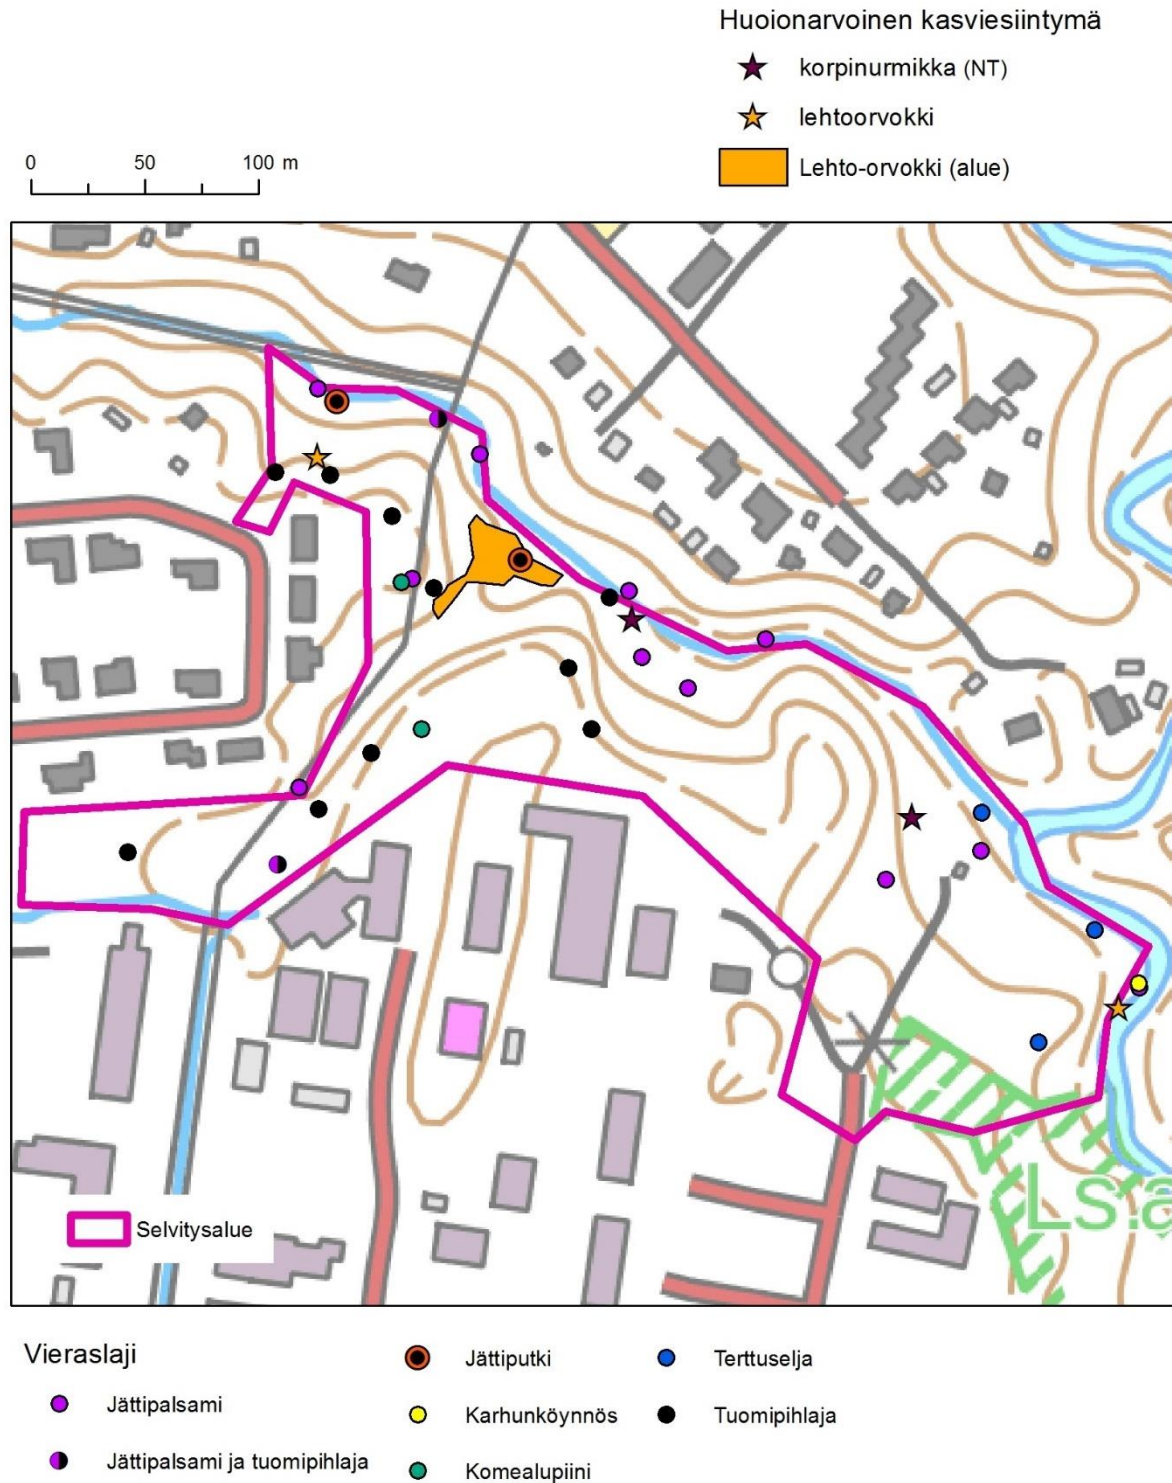 Huoionarvoinen kasviesiintymä
korpinurmikka (NT)
lehtoorvokki
Lehto-orvokki (alue)
0 50 100 m
Ls.a
Selvitysalue
Vieraslaji
Jättipalsami
Jättipalsami ja tuomipihlaja
Jättiputki
Karhunköynnös
Komealupiini
Terttuselja
Tuomipihlaja